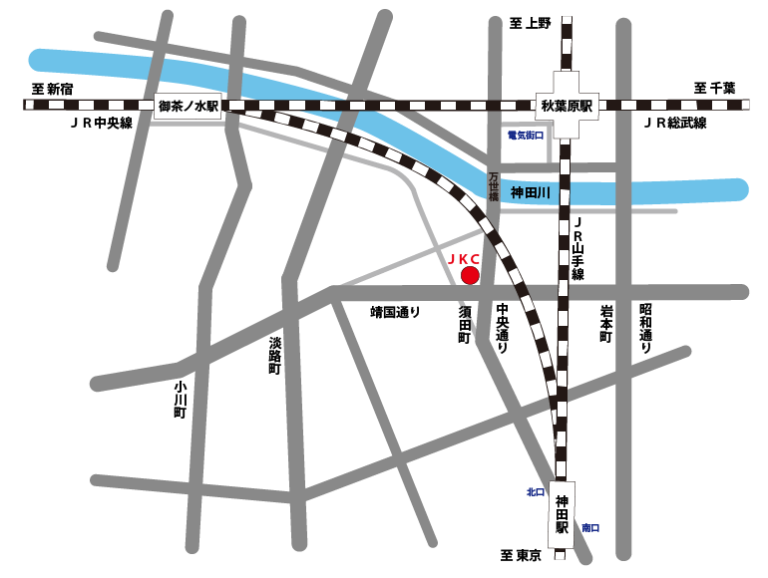 至 上野
至 新宿
至 千葉
御茶ノ水駅
秋葉原駅
ＪＲ中央線
ＪＲ総武線
電気街口
万世橋
神田川
ＪＲ山手線
ＪＫＣ
靖国通り
須田町
中央通り
岩本町
昭和通り
淡路町
小川町
北口
神田駅
南口
至 東京